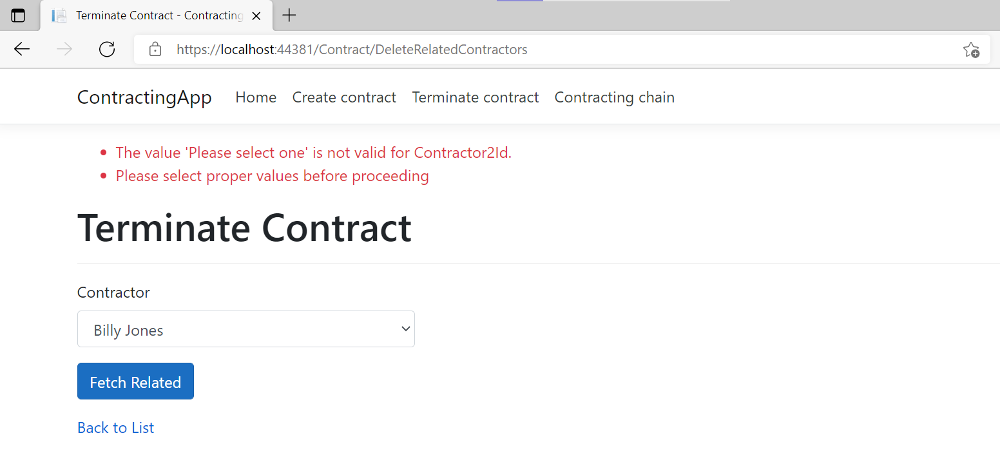 Terminate Contract - Contracting
https://localhost:44381/Contract/DeleteRelatedContractors
ContractingApp Home Create contract Terminate contract Contracting chain
The value 'Please select one' is not valid for Contractor2Id.
Please select proper values before proceeding
Terminate Contract
Contractor
Billy Jones
Fetch Related
Back to List